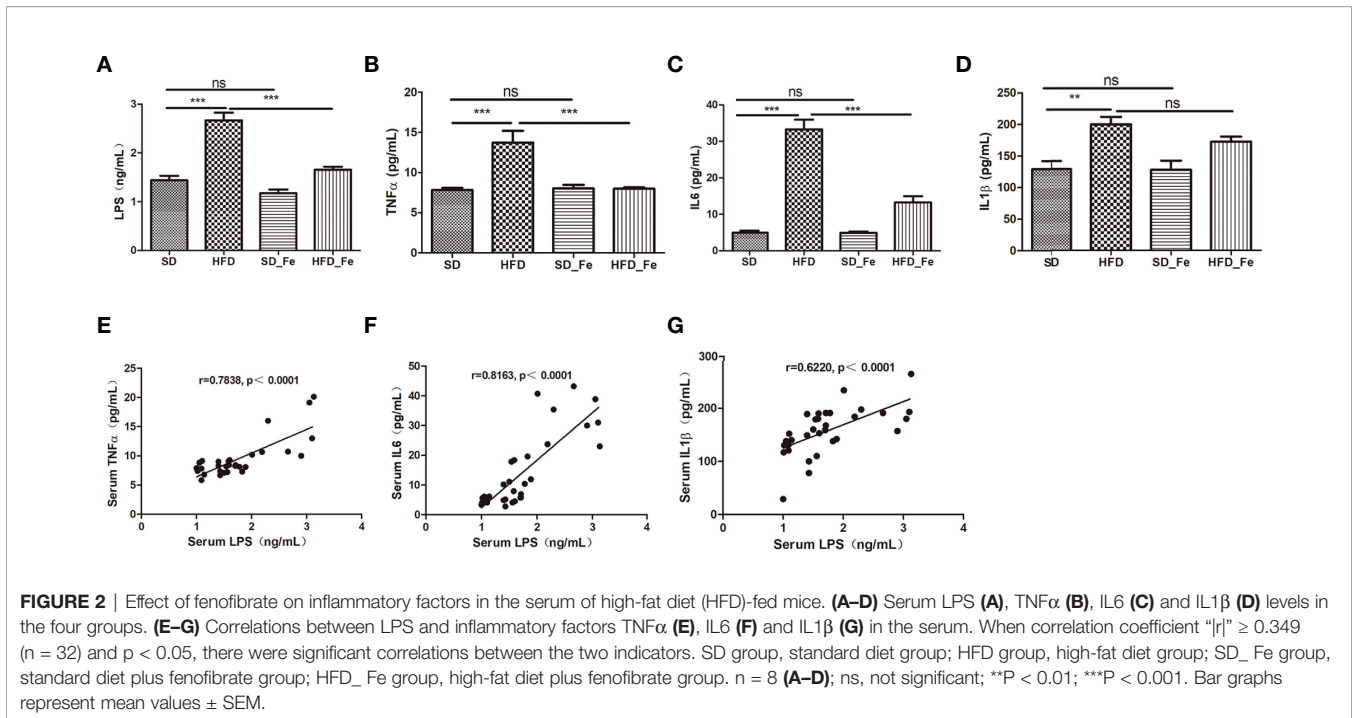 A
ns
***
***
3
2
1
0
LPS (ng/mL)
SD
HFD
SD_Fe
HFD_Fe
B
ns
***
***
20
15
10
5
0
TNFα (pg/mL)
SD
HFD
SD_Fe
HFD_Fe
C
ns
***
***
40
30
20
10
0
IL6 (pg/mL)
SD
HFD
SD_Fe
HFD_Fe
D
ns
**
ns
250
200
150
100
50
0
IL1β (pg/mL)
SD
HFD
SD_Fe
HFD_Fe
E
r=0.7838, p< 0.0001
25
20
15
10
5
0
Serum TNFα (pg/mL)
0
1
2
3
4
Serum LPS (ng/mL)
F
r=0.8163, p< 0.0001
50
40
30
20
10
0
Serum IL6 (pg/mL)
0
1
2
3
4
Serum LPS (ng/mL)
G
r=0.6220, p< 0.0001
300
200
100
0
Serum IL1β (pg/mL)
0
1
2
3
4
Serum LPS (ng/mL)
FIGURE 2 | Effect of fenofibrate on inflammatory factors in the serum of high-fat diet (HFD)-fed mice. (A–D) Serum LPS (A), TNFα (B), IL6 (C) and IL1β (D) levels in
the four groups. (E–G) Correlations between LPS and inflammatory factors TNFα (E), IL6 (F) and IL1β (G) in the serum. When correlation coefficient “|r|” ≥ 0.349
(n = 32) and p < 0.05, there were significant correlations between the two indicators. SD group, standard diet group; HFD group, high-fat diet group; SD_ Fe group,
standard diet plus fenofibrate group; HFD_ Fe group, high-fat diet plus fenofibrate group. n = 8 (A–D); ns, not significant; **P < 0.01; ***P < 0.001. Bar graphs
represent mean values ± SEM.